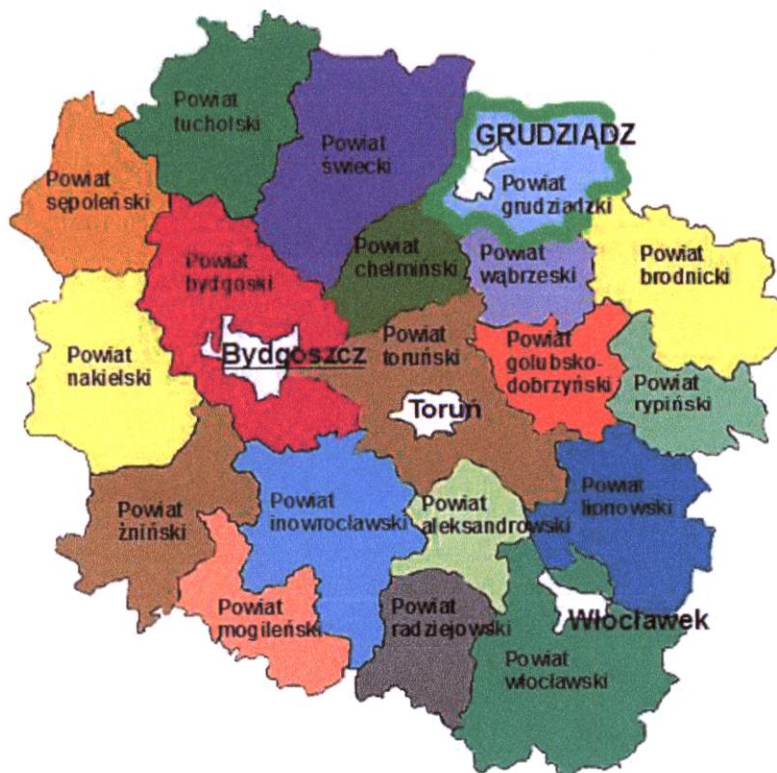 Powiat
tucholski
Powiat
świecki
GRUDZIĄDZ
Powiat
grudziądzki
Powiat
sępoleński
Powiat
bydgoski
Powiat
chełmiński
Powiat
wąbrzeski
Powiat
brodnicki
Powiat
nakielski
Bydgoszcz
Powiat
toruński
Powiat
golubsko-
dobrzyński
Powiat
rypiński
Toruń
Powiat
żniński
Powiat
inowrocławski
Powiat
aleksandrowski
Powiat
lipnowski
Powiat
mogileński
Powiat
radziejowski
Włocławek
Powiat
włocławski